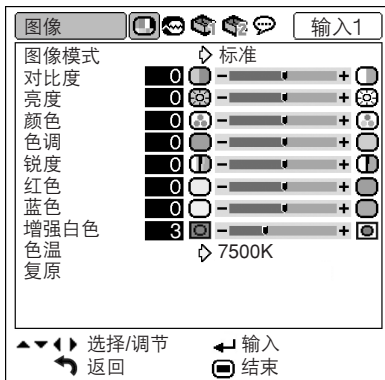 图像 输入1
图像模式 标准
对比度 0 - +
亮度 0 - +
颜色 0 - +
色调 0 - +
锐度 0 - +
红色 0 - +
蓝色 0 - +
增强白色 3 - +
色温 7500K
复原
选择/调节 输入
返回 结束